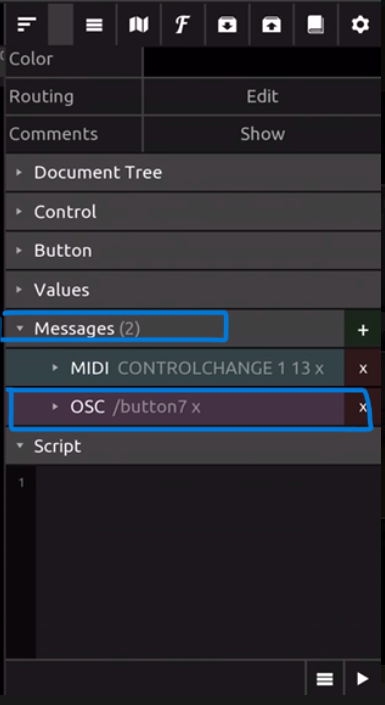 Color
Routing Edit
Comments Show
Document Tree
Control
Button
Values
Messages (2) +
MIDI CONTROLCHANGE 1 13 x x
OSC /button7 x x
Script
1